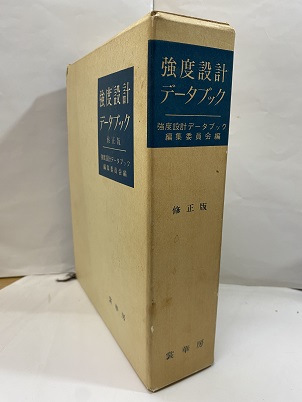 強度設計
データブック
修正版
強度設計データブック
編集委員会編
強度設計
データブック
強度設計データブック
編集委員会編
修正版
裳華房